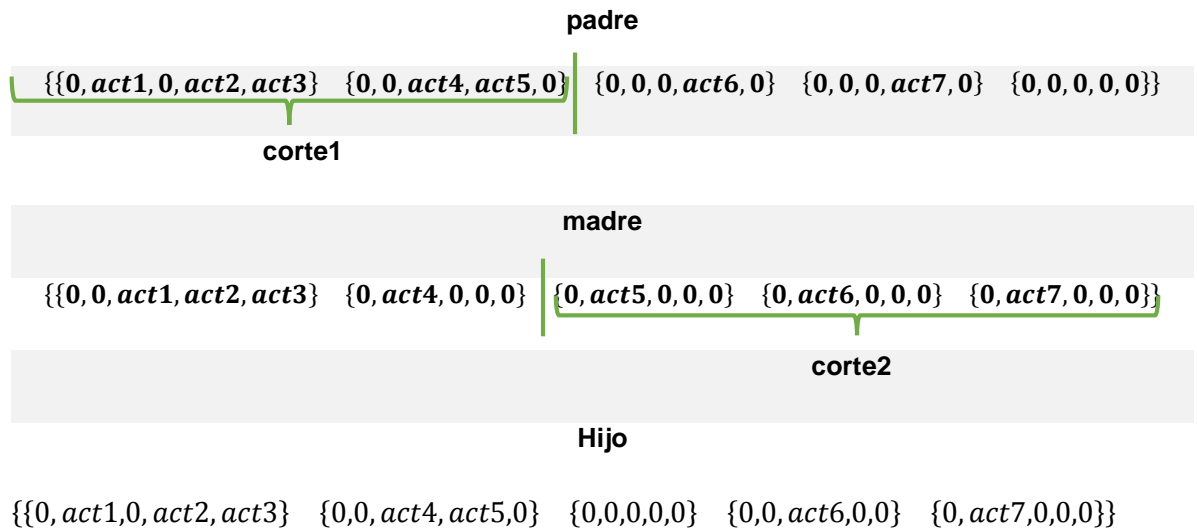 padre
{{0, act1, 0, act2, act3} {0, 0, act4, act5, 0} {0, 0, 0, act6, 0} {0, 0, 0, act7, 0} {0, 0, 0, 0, 0}}
corte1
madre
{{0, 0, act1, act2, act3} {0, act4, 0, 0, 0} {0, act5, 0, 0, 0} {0, act6, 0, 0, 0} {0, act7, 0, 0, 0}}
corte2
Hijo
{{0, act1,0, act2, act3} {0,0, act4, act5,0} {0,0,0,0,0} {0,0, act6,0,0} {0, act7,0,0,0}}